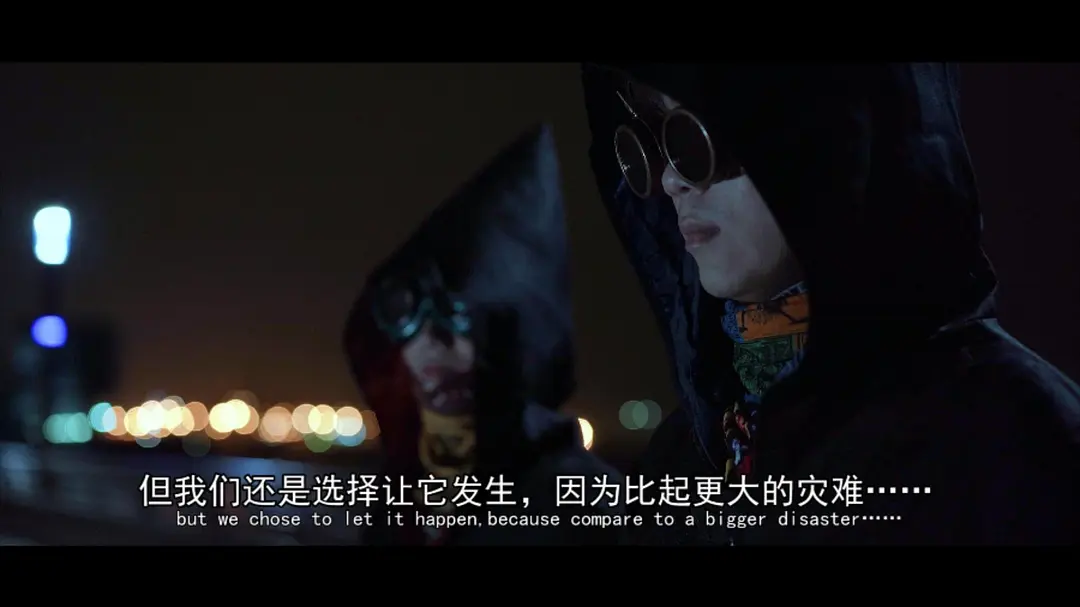 但我们还是选择让它发生，因为比起更大的灾难……
but we chose to let it happen,because compare to a bigger disaster……